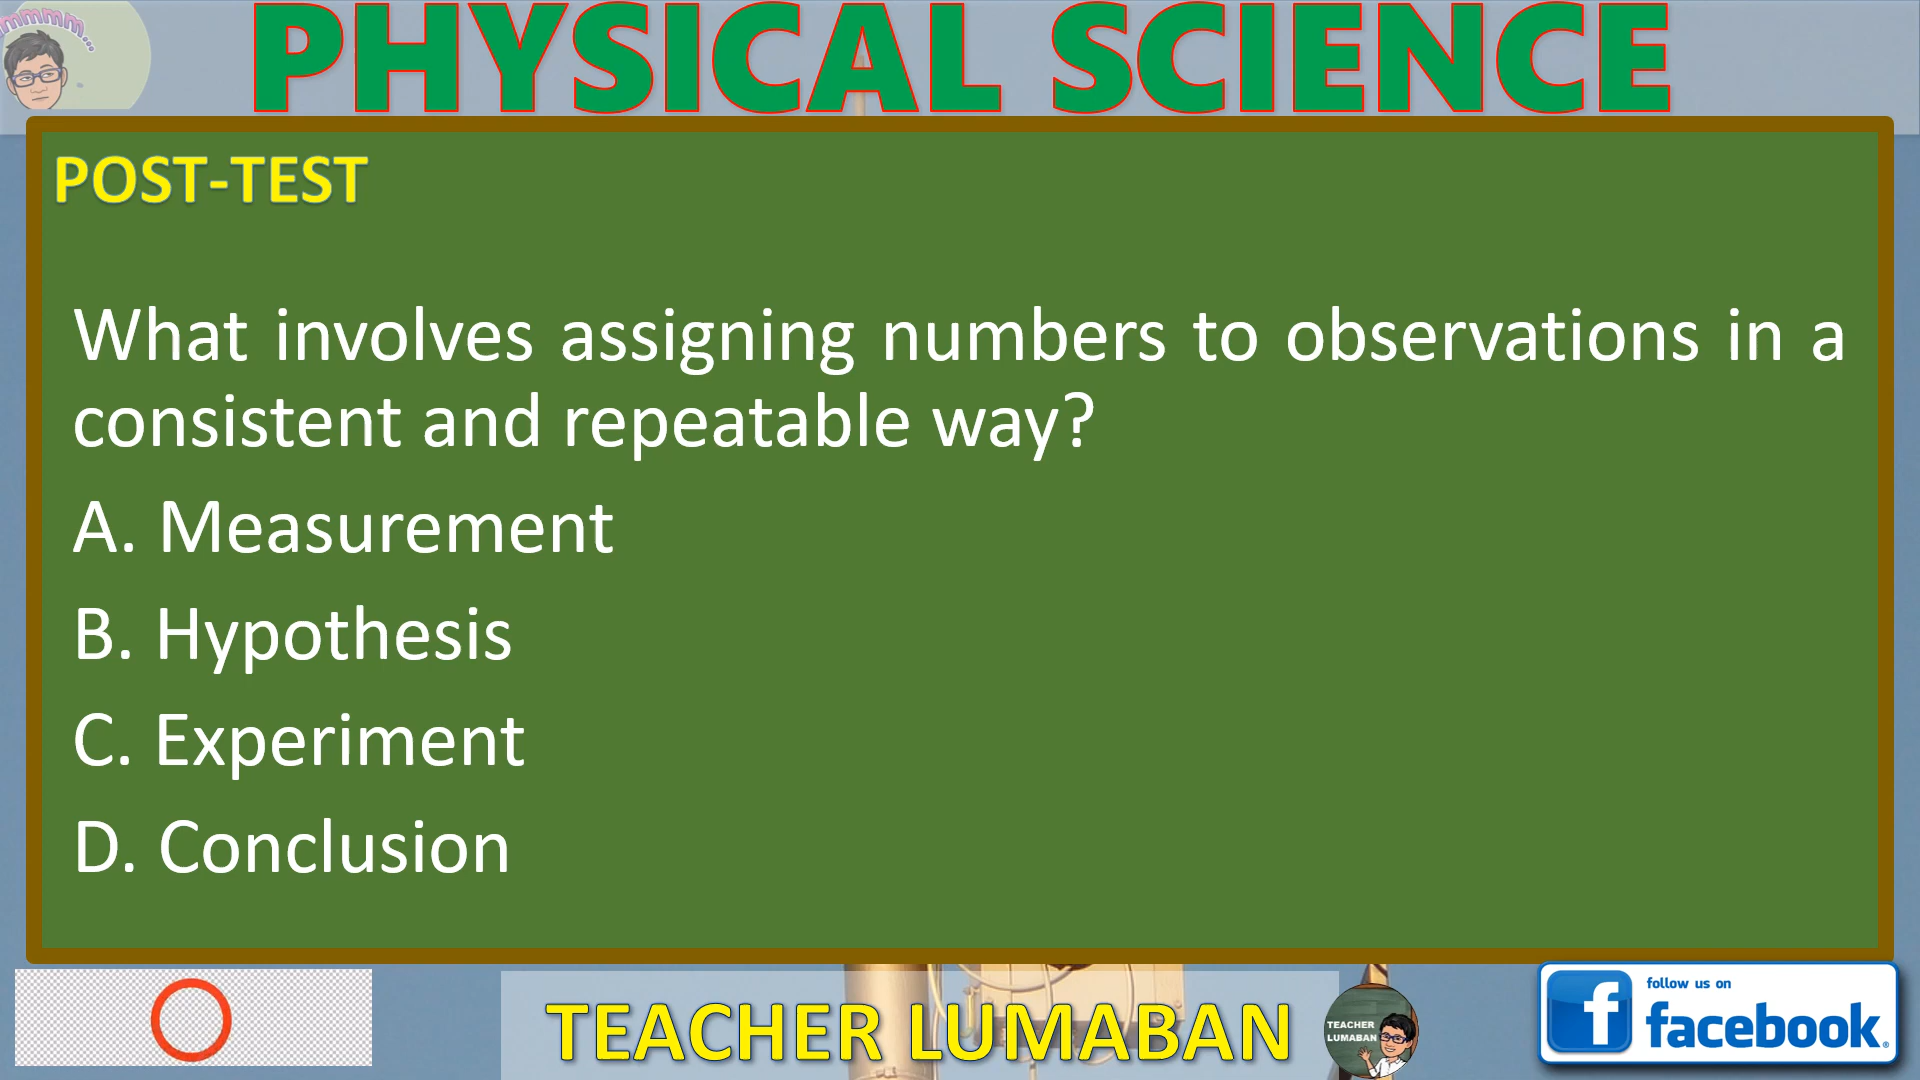 mmmm...
PHYSICAL SCIENCE
POST-TEST
What involves assigning numbers to observations in a
consistent and repeatable way?
A. Measurement
B. Hypothesis
C. Experiment
D. Conclusion
TEACHER LUMABAN
TEACHER
LUMABAN
f
follow us on
facebook